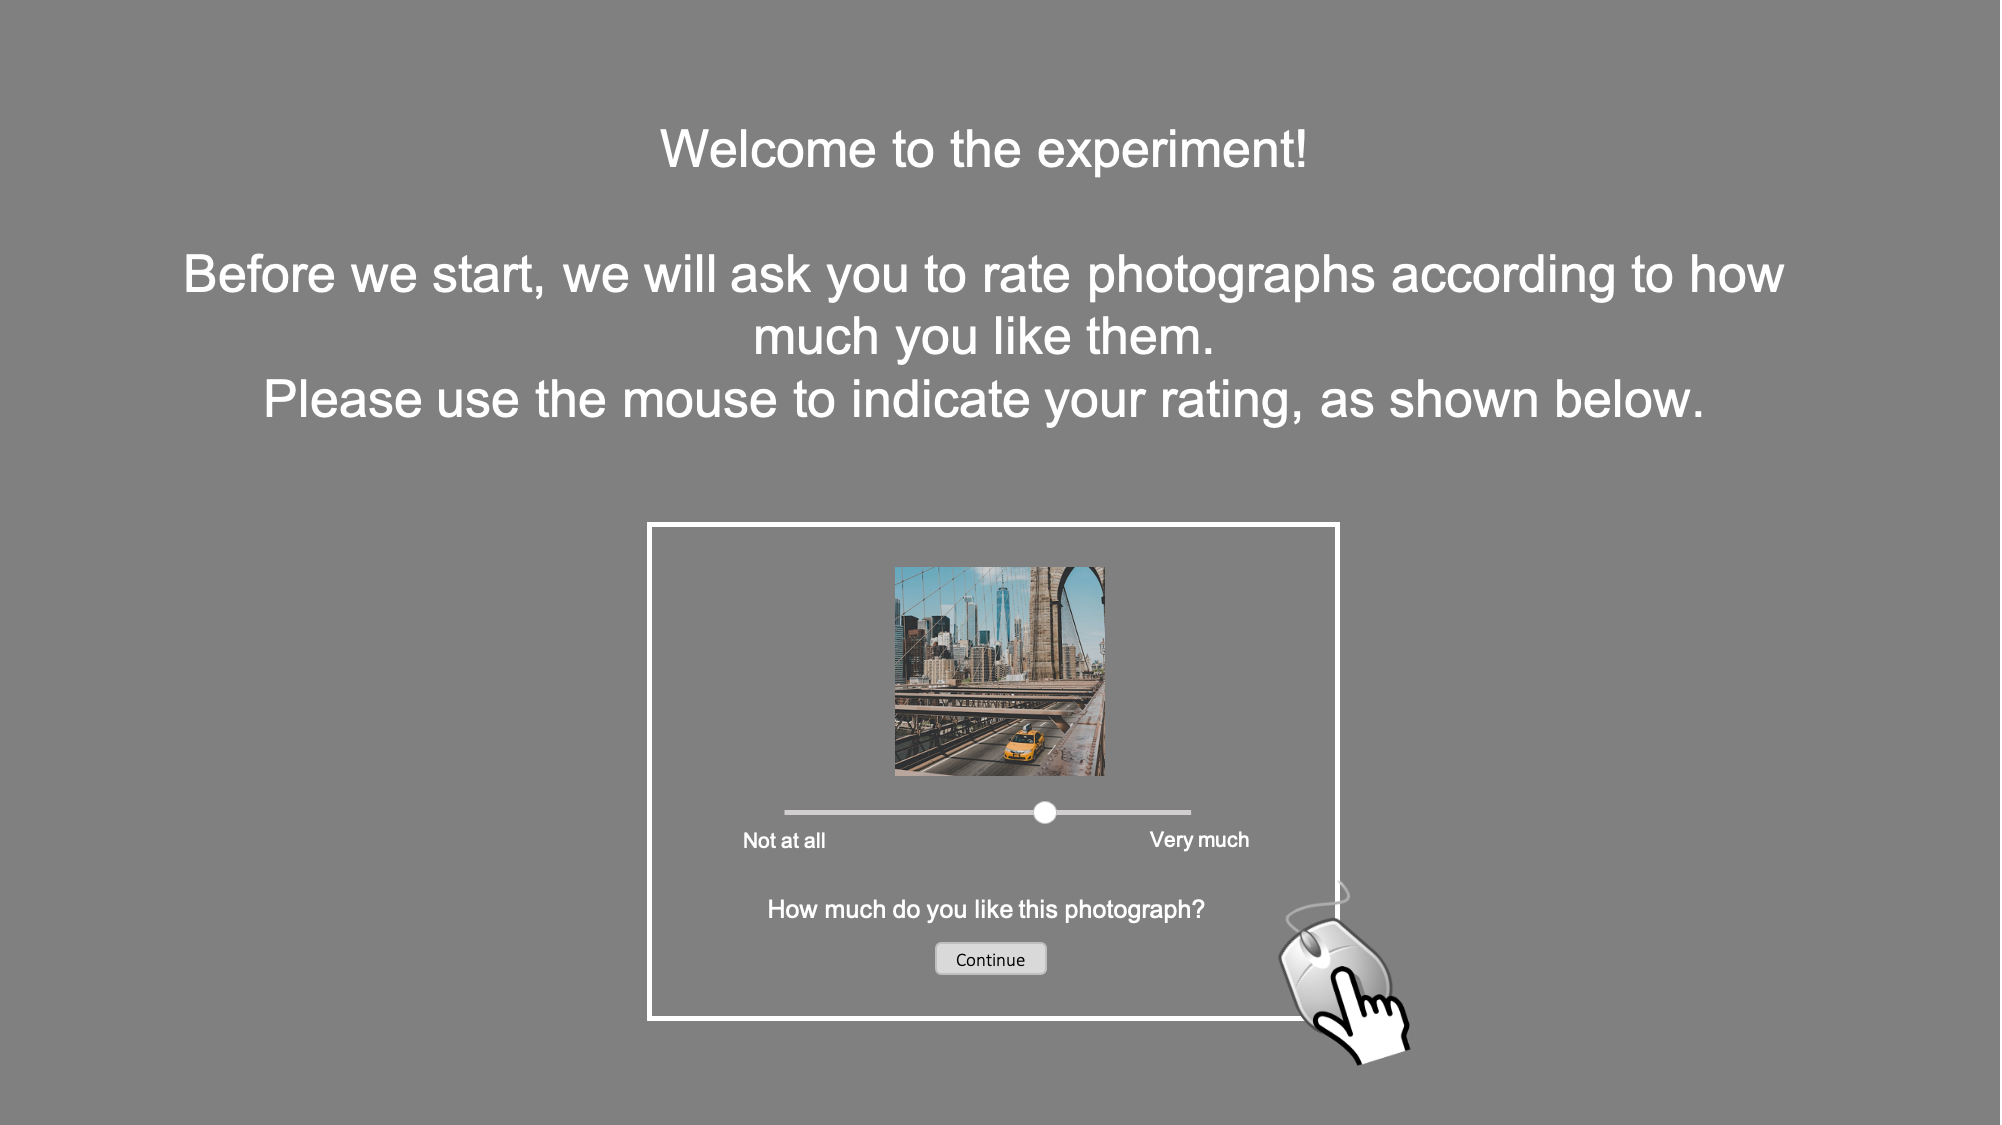 Welcome to the experiment!
Before we start, we will ask you to rate photographs according to how
much you like them.
Please use the mouse to indicate your rating, as shown below.
Not at all
Very much
How much do you like this photograph?
Continue